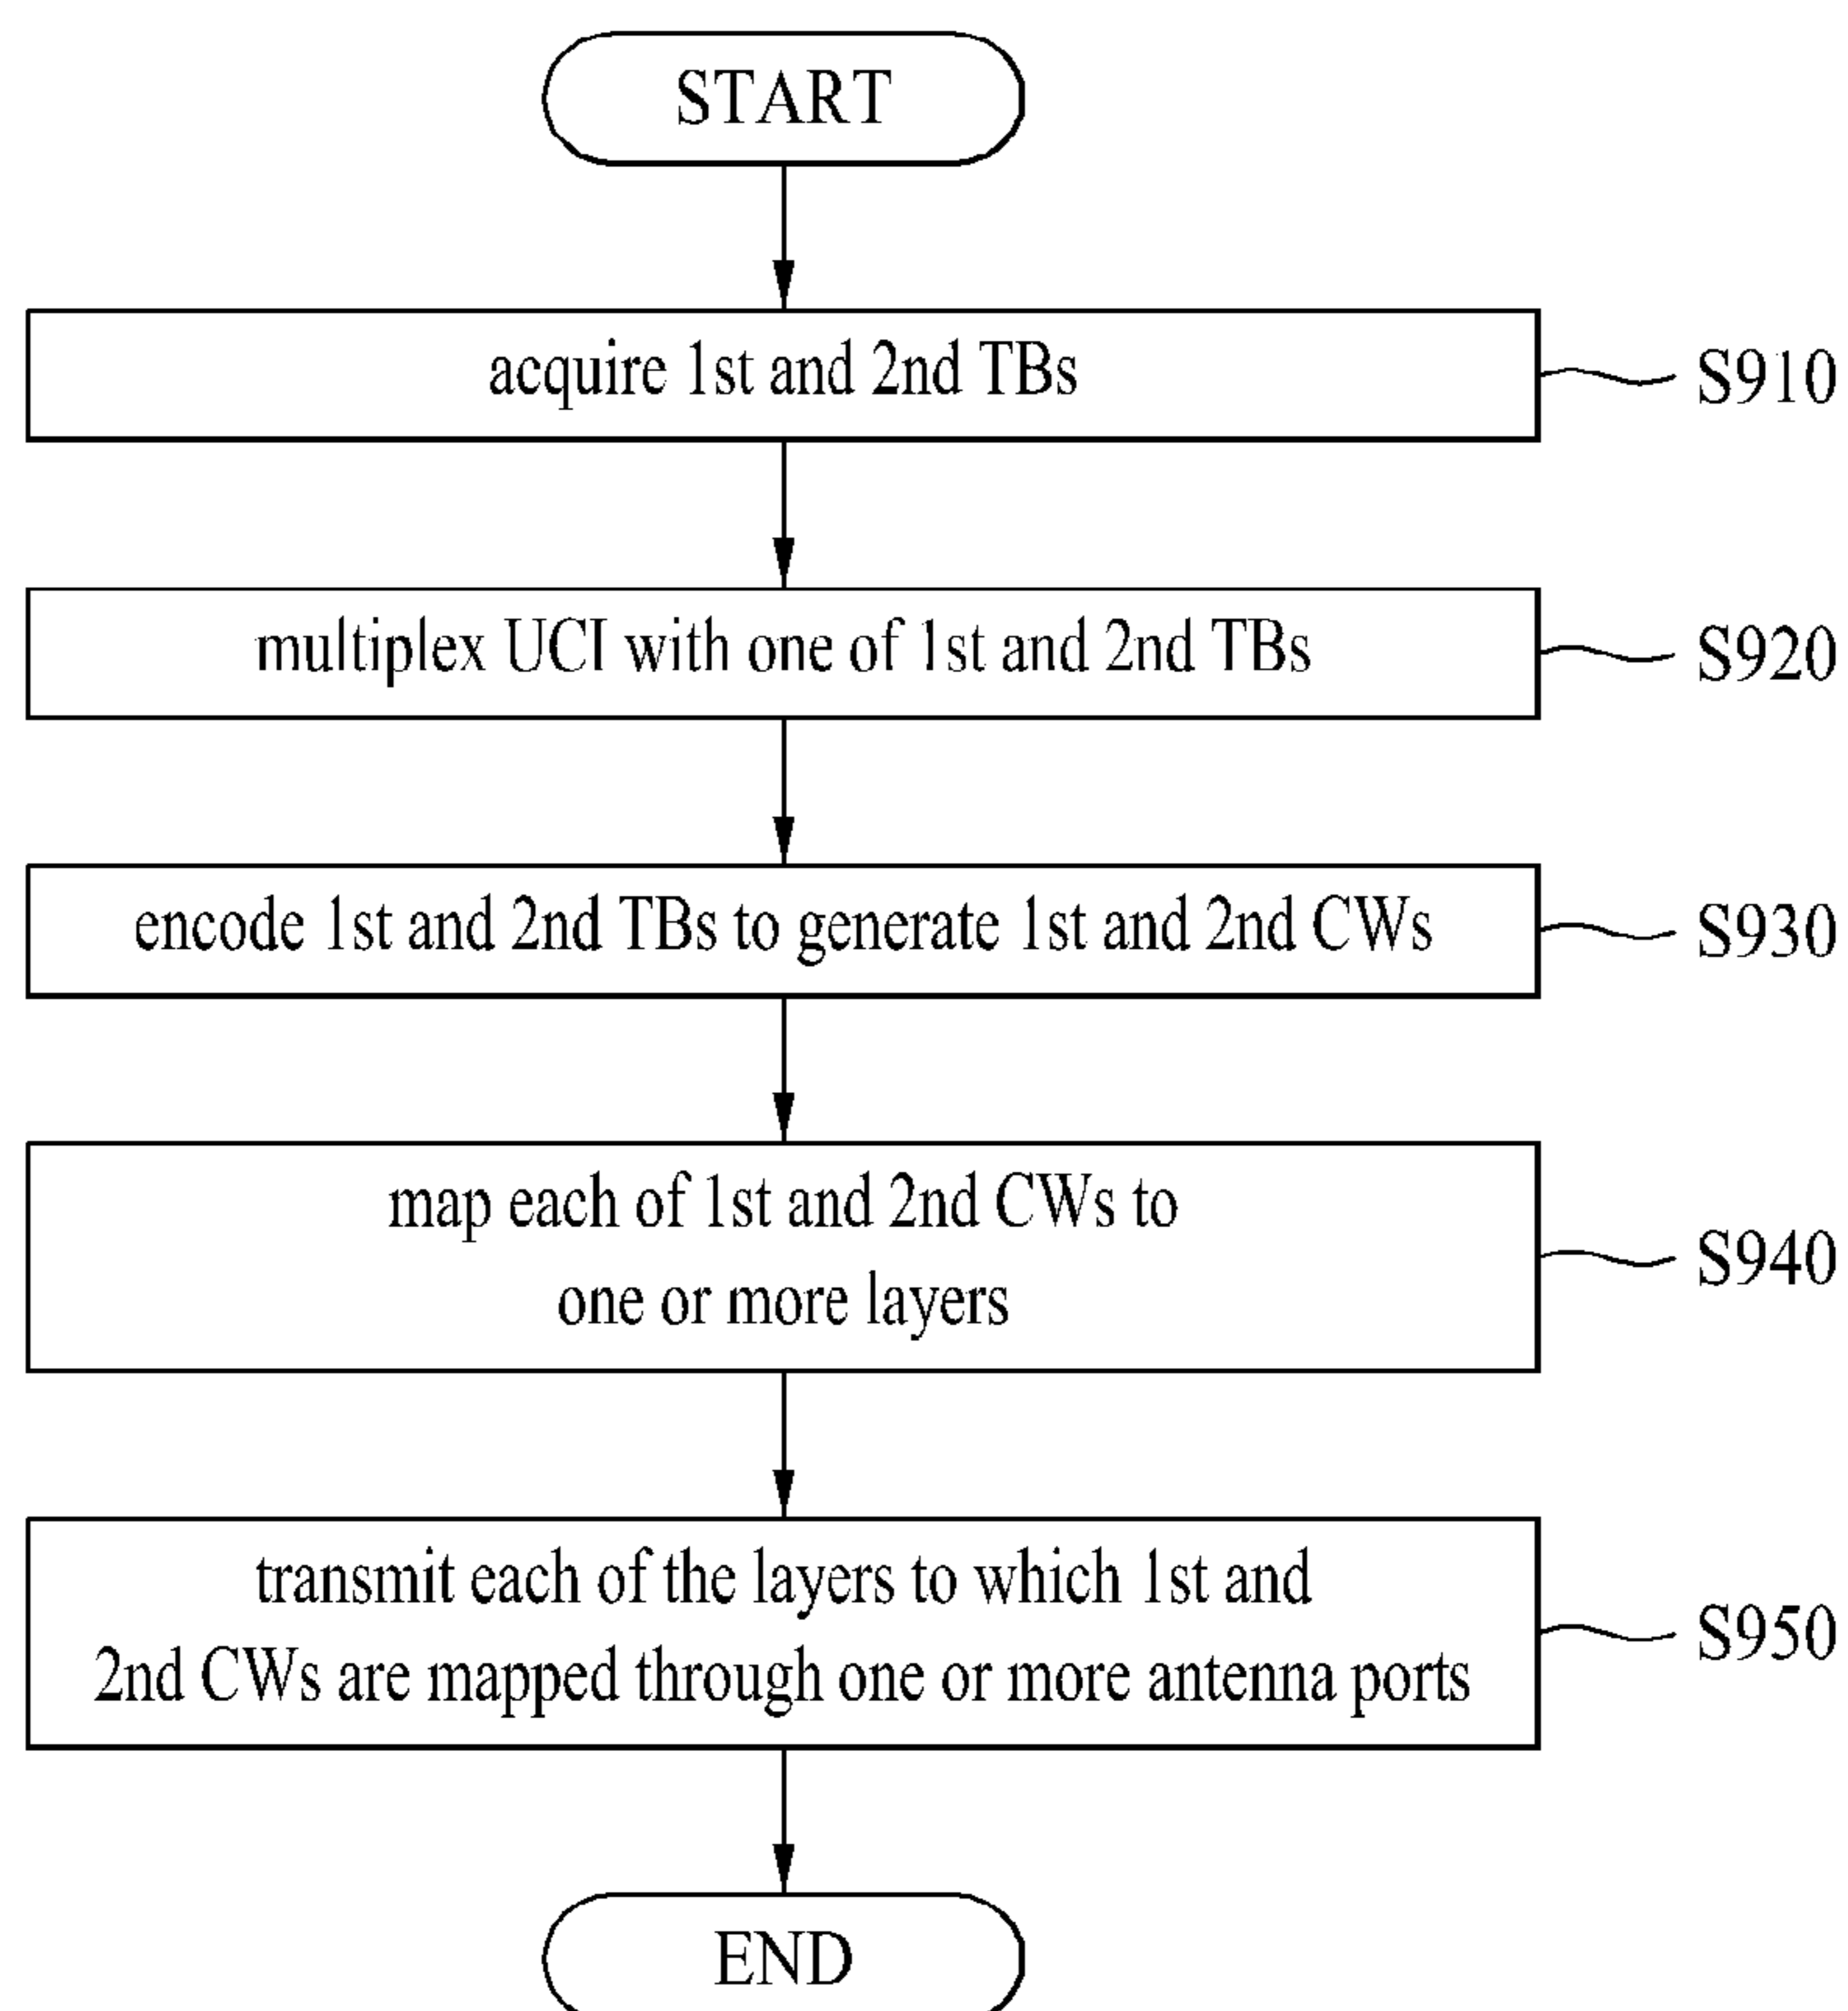 START
acquire 1st and 2nd TBs
S910
multiplex UCI with one of 1st and 2nd TBs
S920
encode 1st and 2nd TBs to generate 1st and 2nd CWs
S930
map each of 1st and 2nd CWs to
one or more layers
S940
transmit each of the layers to which 1st and
2nd CWs are mapped through one or more antenna ports
S950
END